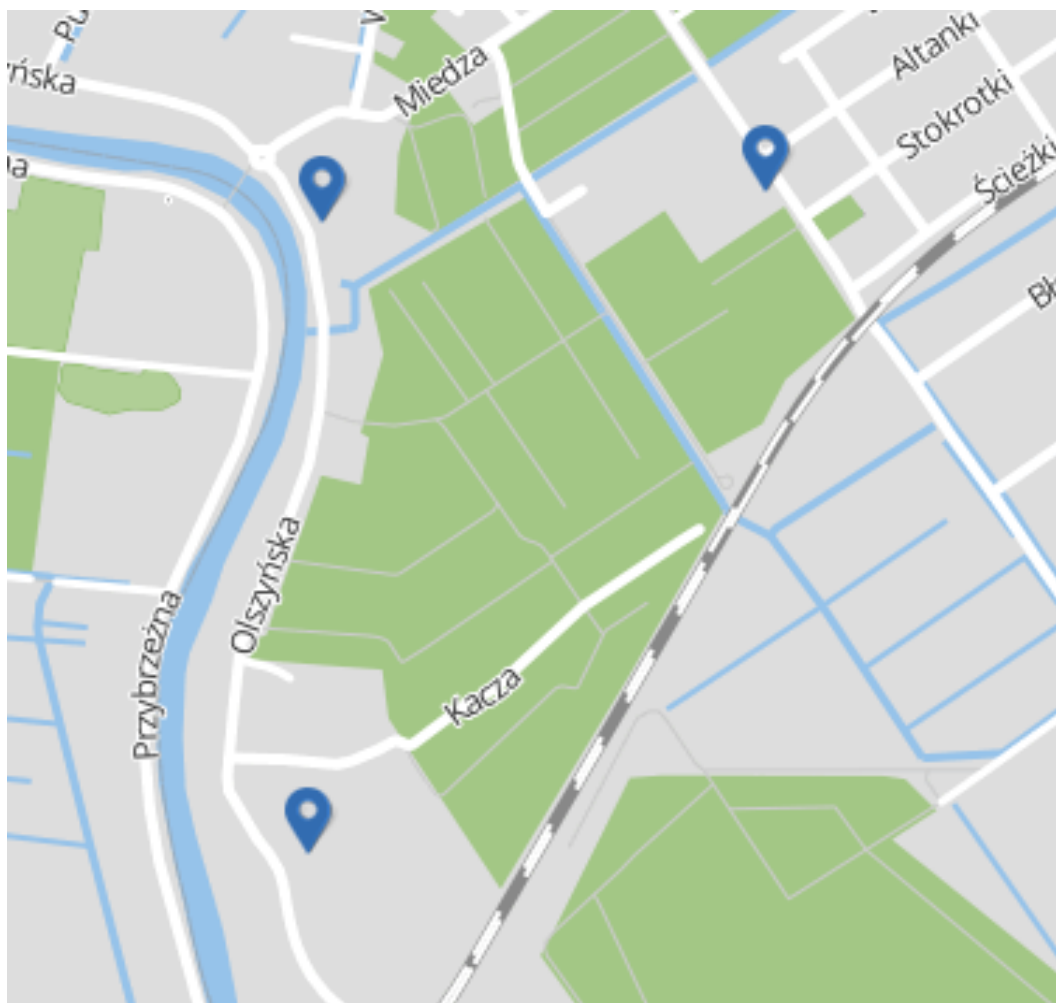 Miedza
Altanki
Stokrotki
Ścieżki
Olszyńska
Przybrzeżna
Kacza